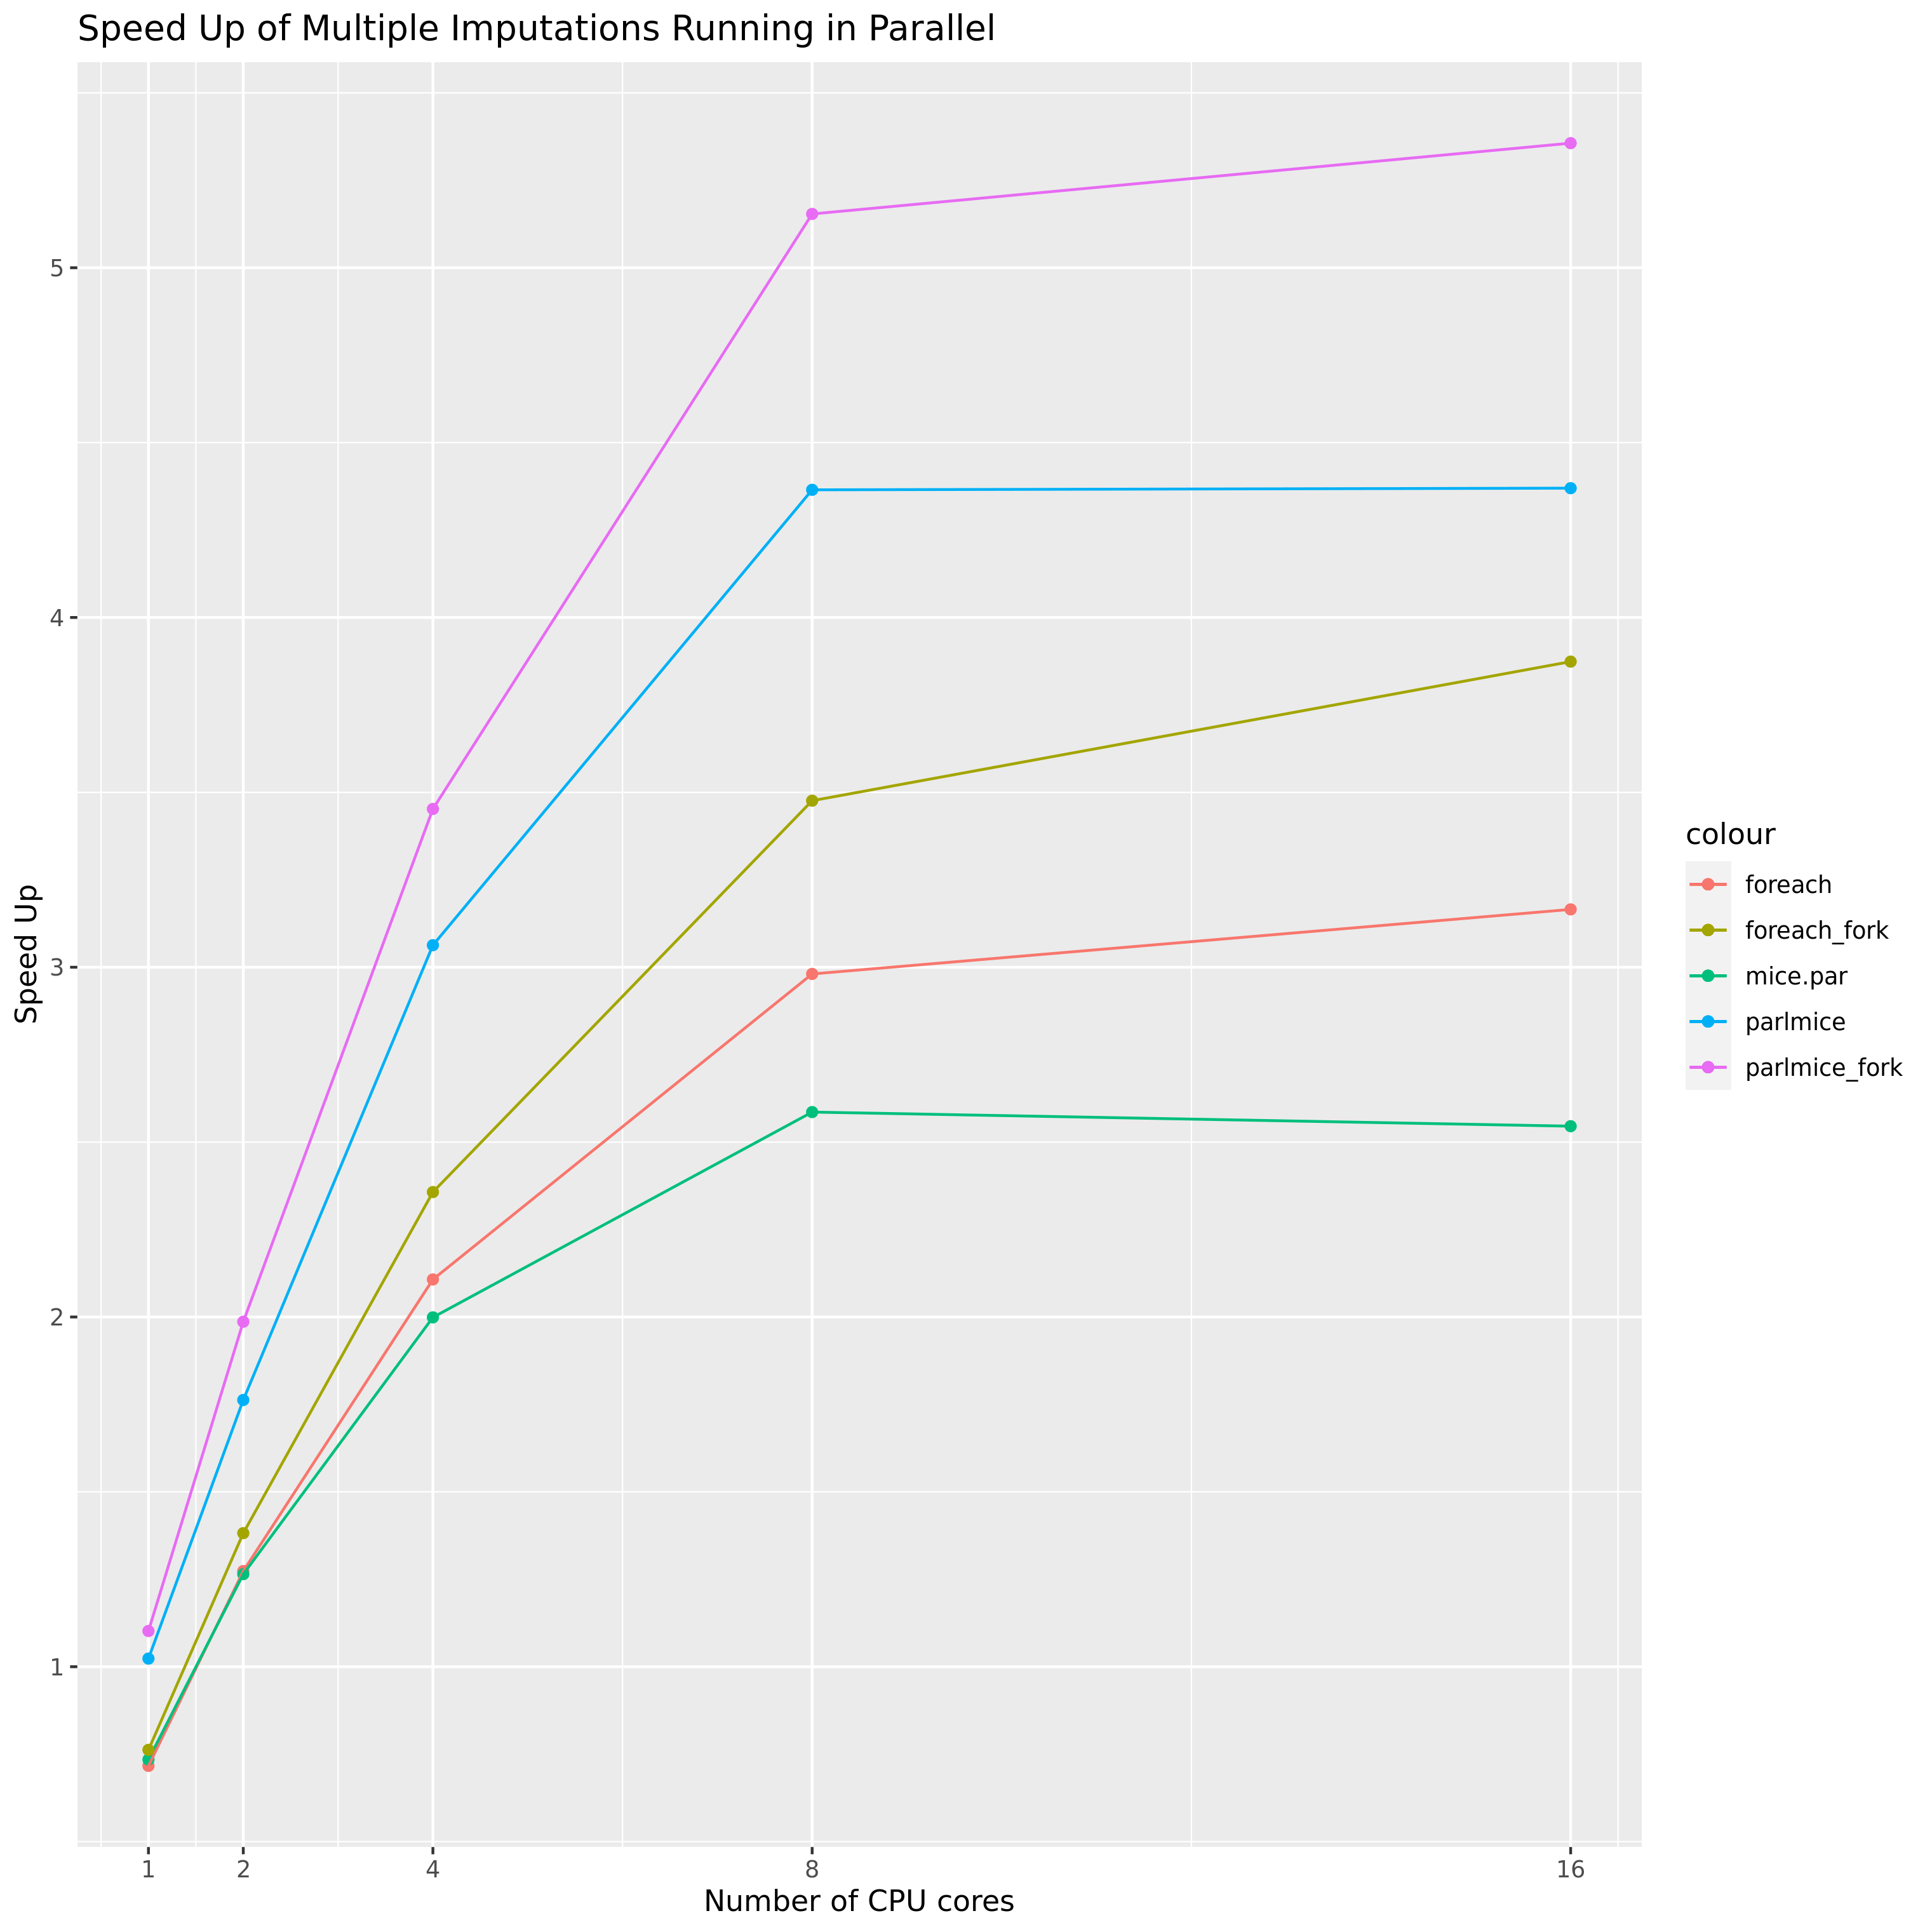 Speed Up of Multiple Imputations Running in Parallel
Speed Up
5
4
3
2
1
1 2 4 8 16
Number of CPU cores
colour
foreach
foreach_fork
mice.par
parlmice
parlmice_fork